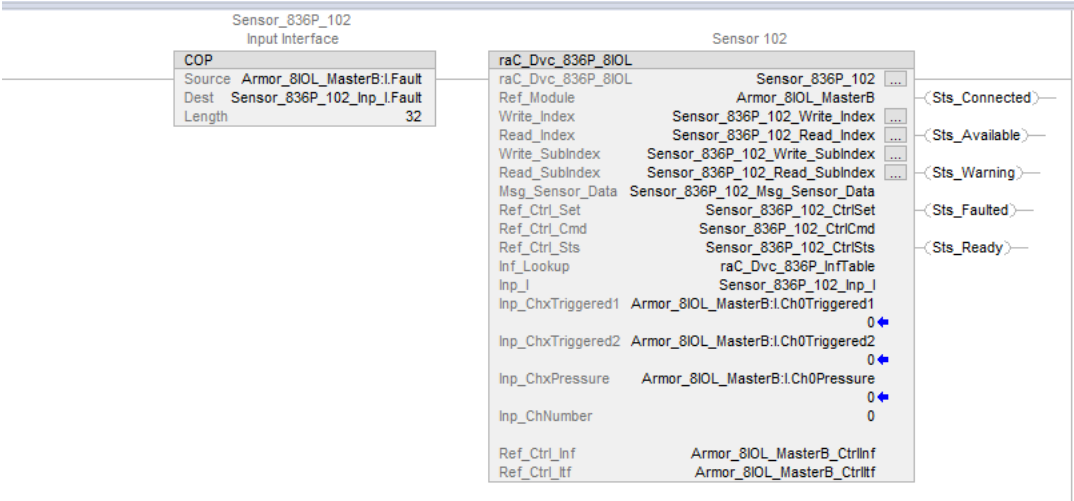 Sensor_836P_102
Input Interface
COP
Source Armor_8IOL_MasterB:I.Fault
Dest Sensor_836P_102_Inp_I.Fault
Length 32
Sensor 102
raC_Dvc_836P_8IOL
raC_Dvc_836P_8IOL Sensor_836P_102 ...
Ref_Module Armor_8IOL_MasterB
Sts_Connected
Write_Index Sensor_836P_102_Write_Index ...
Read_Index Sensor_836P_102_Read_Index ...
Sts_Available
Write_SubIndex Sensor_836P_102_Write_SubIndex ...
Read_SubIndex Sensor_836P_102_Read_SubIndex ...
Sts_Warning
Msg_Sensor_Data Sensor_836P_102_Msg_Sensor_Data
Ref_Ctrl_Set Sensor_836P_102_CtrlSet
Sts_Faulted
Ref_Ctrl_Cmd Sensor_836P_102_CtrlCmd
Ref_Ctrl_Sts Sensor_836P_102_CtrlSts
Sts_Ready
Inf_Lookup raC_Dvc_836P_InfTable
Inp_I Sensor_836P_102_Inp_I
Inp_ChxTriggered1 Armor_8IOL_MasterB:I.Ch0Triggered1
0
Inp_ChxTriggered2 Armor_8IOL_MasterB:I.Ch0Triggered2
0
Inp_ChxPressure Armor_8IOL_MasterB:I.Ch0Pressure
0
Inp_ChNumber 0
Ref_Ctrl_Inf Armor_8IOL_MasterB_CtrlInf
Ref_Ctrl_Itf Armor_8IOL_MasterB_CtrlItf